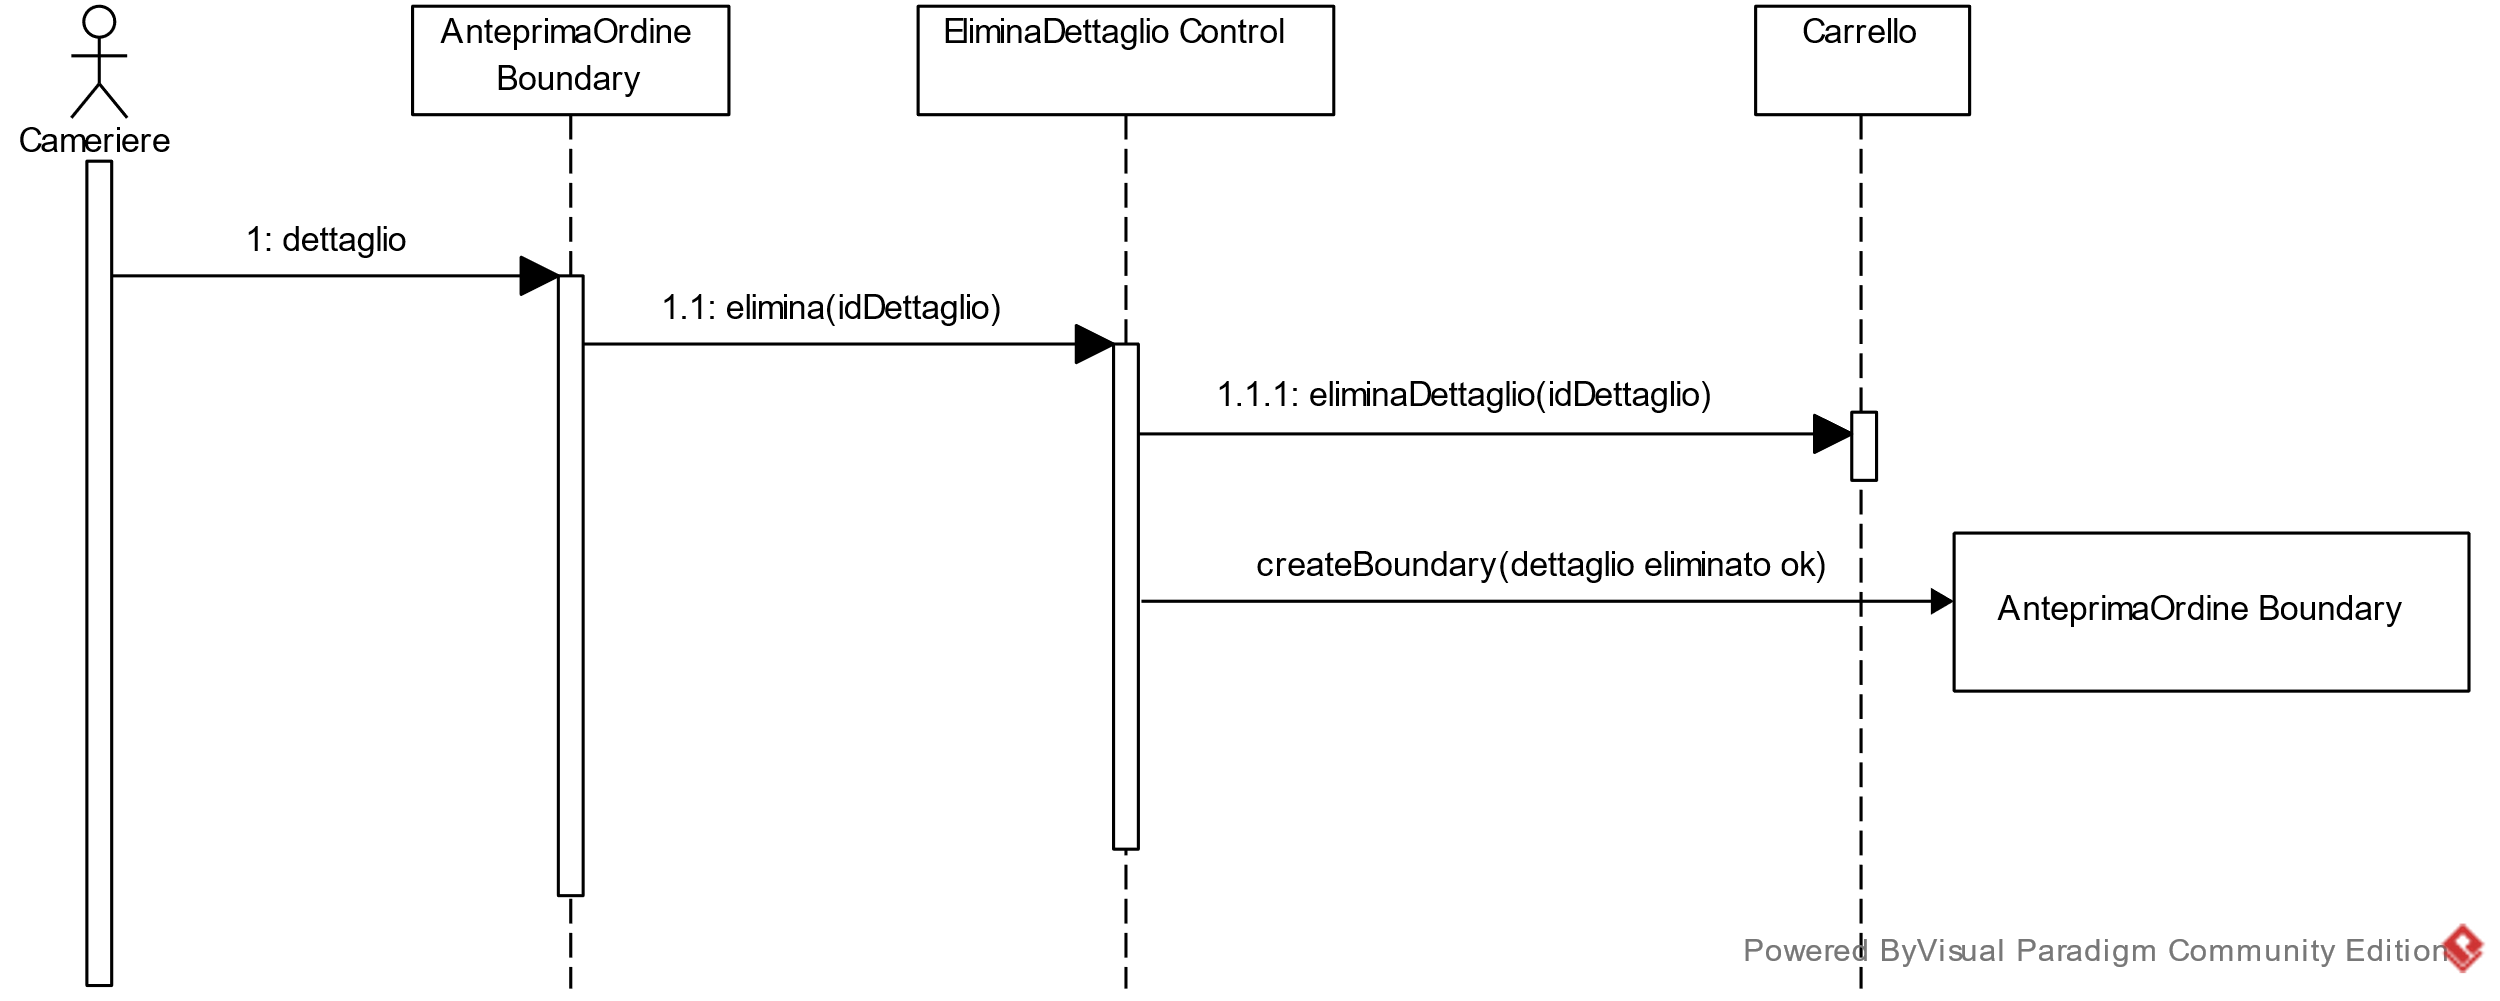 AnteprimaOrdine
Boundary
EliminaDettaglio Control
Carrello
Cameriere
1: dettaglio
1.1: elimina(idDettaglio)
1.1.1: eliminaDettaglio(idDettaglio)
createBoundary(dettaglio eliminato ok)
AnteprimaOrdine Boundary
Powered ByVisual Paradigm Community Edition